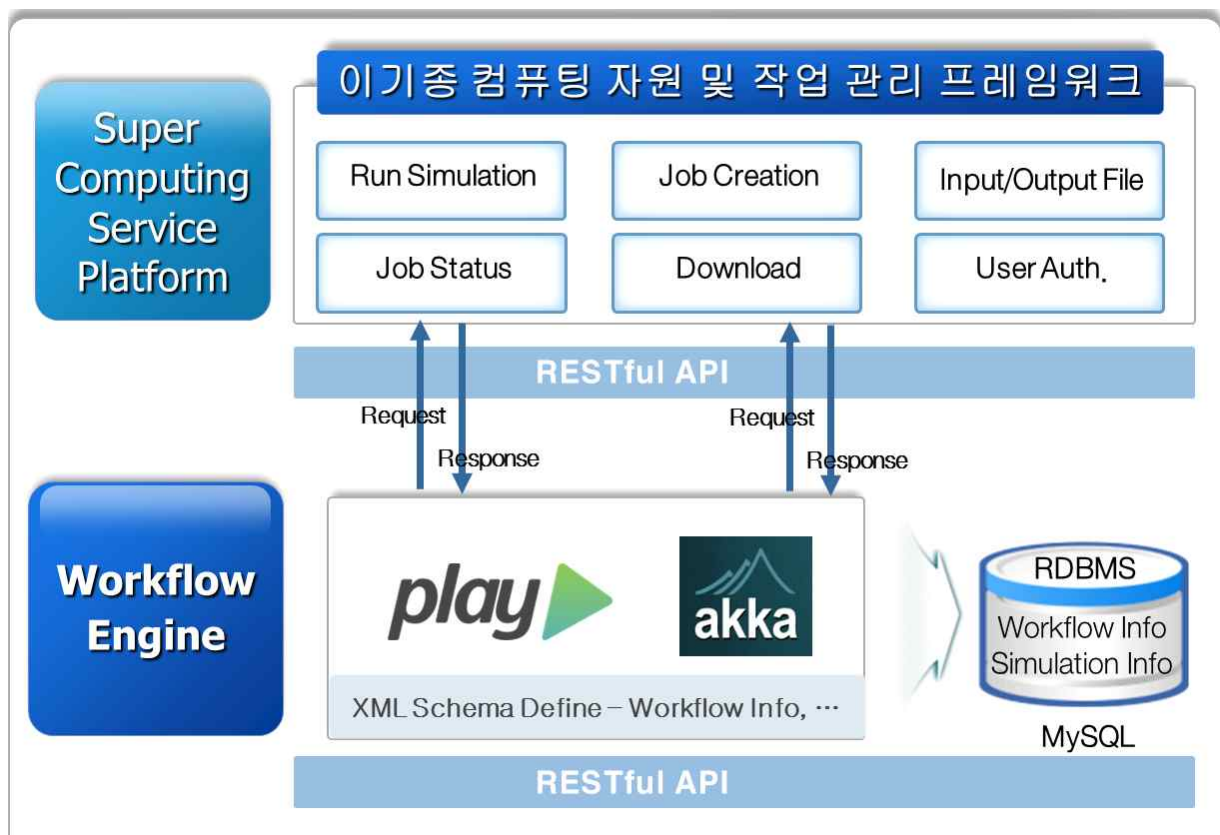 이기종 컴퓨팅 자원 및 작업 관리 프레임워크
Super
Computing
Service
Platform
Run Simulation
Job Creation
Input/Output File
Job Status
Download
User Auth.
RESTful API
Request
Response
Request
Response
Workflow
Engine
play
akka
XML Schema Define – Workflow Info, ⋯
RDBMS
Workflow Info
Simulation Info
MySQL
RESTful API